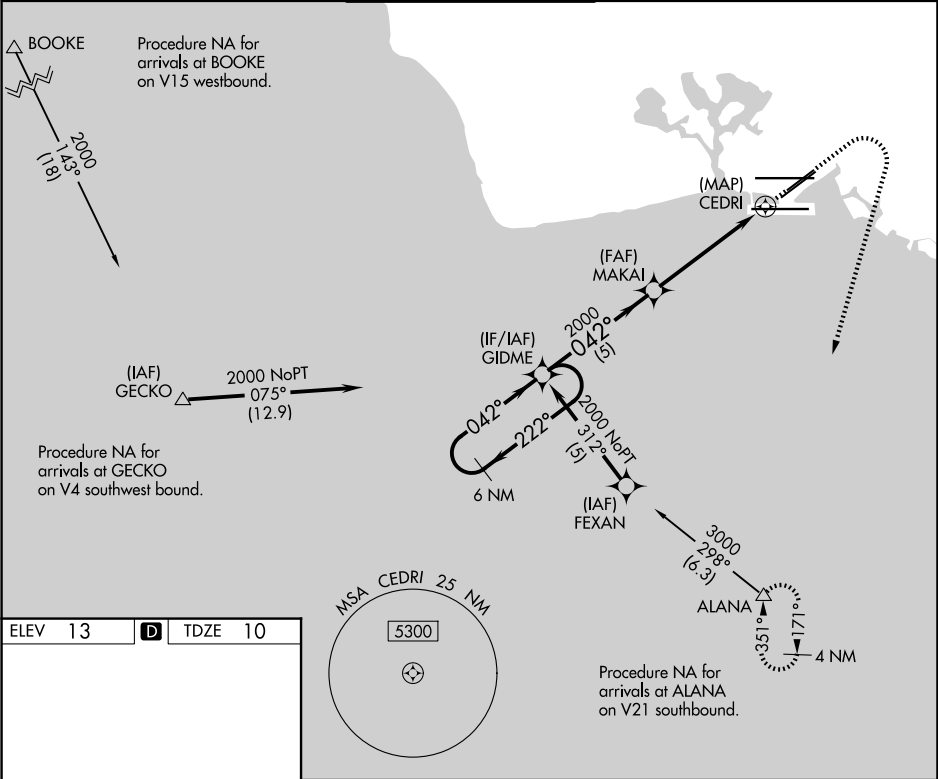 BOOKE
Procedure NA for
arrivals at BOOKE
on V15 westbound.
2000
143°
(18)
(MAP)
CEDRI
(FAF)
MAKAI
2000
042°
(5)
(IF/IAF)
GIDME
(IAF)
GECKO
2000 NoPT
075°
(12.9)
042°
222°
6 NM
2000 NoPT
312°
(5)
(IAF)
FEXAN
Procedure NA for
arrivals at GECKO
on V4 southwest bound.
3000
298°
(6.3)
ALANA
351°
171°
4 NM
MSA CEDRI 25 NM
5300
ELEV 13 D TDZE 10
Procedure NA for
arrivals at ALANA
on V21 southbound.